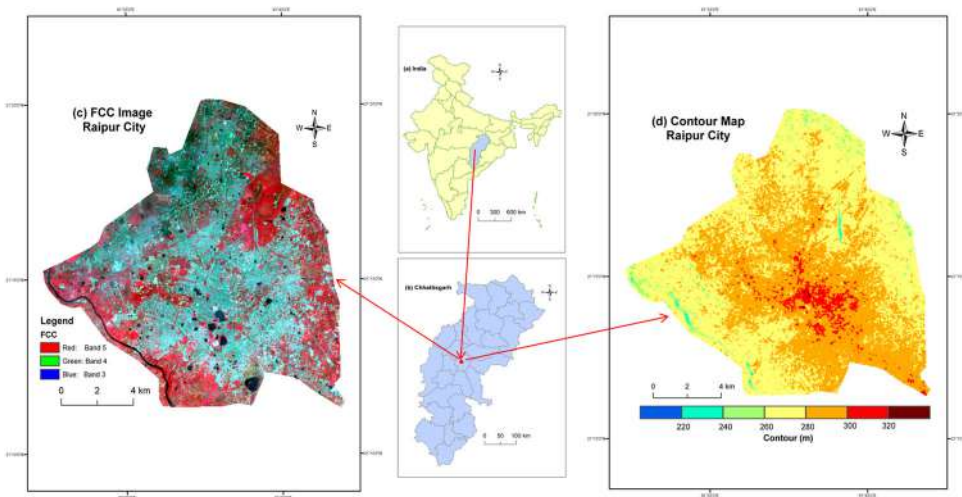 (c) FCC Image
Raipur City
N
W E
S
Legend
FCC
Red: Band 5
Green: Band 4
Blue: Band 3
0 2 4 km
(a) India
0 300 600 km
(b) Chhattisgarh
0 50 100 km
(d) Contour Map
Raipur City
N
W E
S
0 2 4 km
220 240 260 280 300 320
Contour (m)